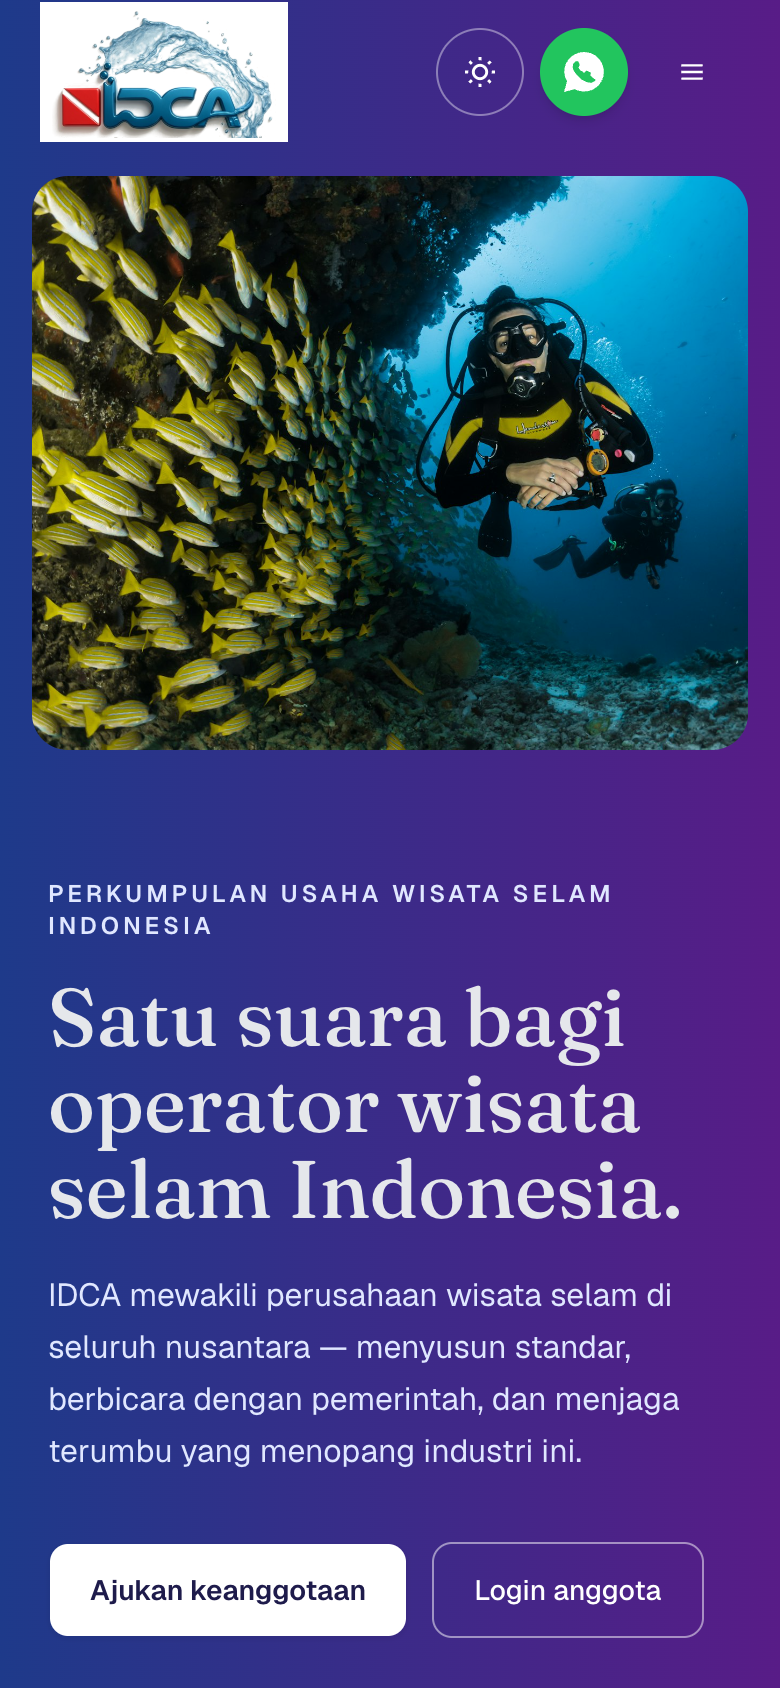 IDCA
PERKUMPULAN USAHA WISATA SELAM
INDONESIA
Satu suara bagi
operator wisata
selam Indonesia.
IDCA mewakili perusahaan wisata selam di
seluruh nusantara — menyusun standar,
berbicara dengan pemerintah, dan menjaga
terumbu yang menopang industri ini.
Ajukan keanggotaan
Login anggota